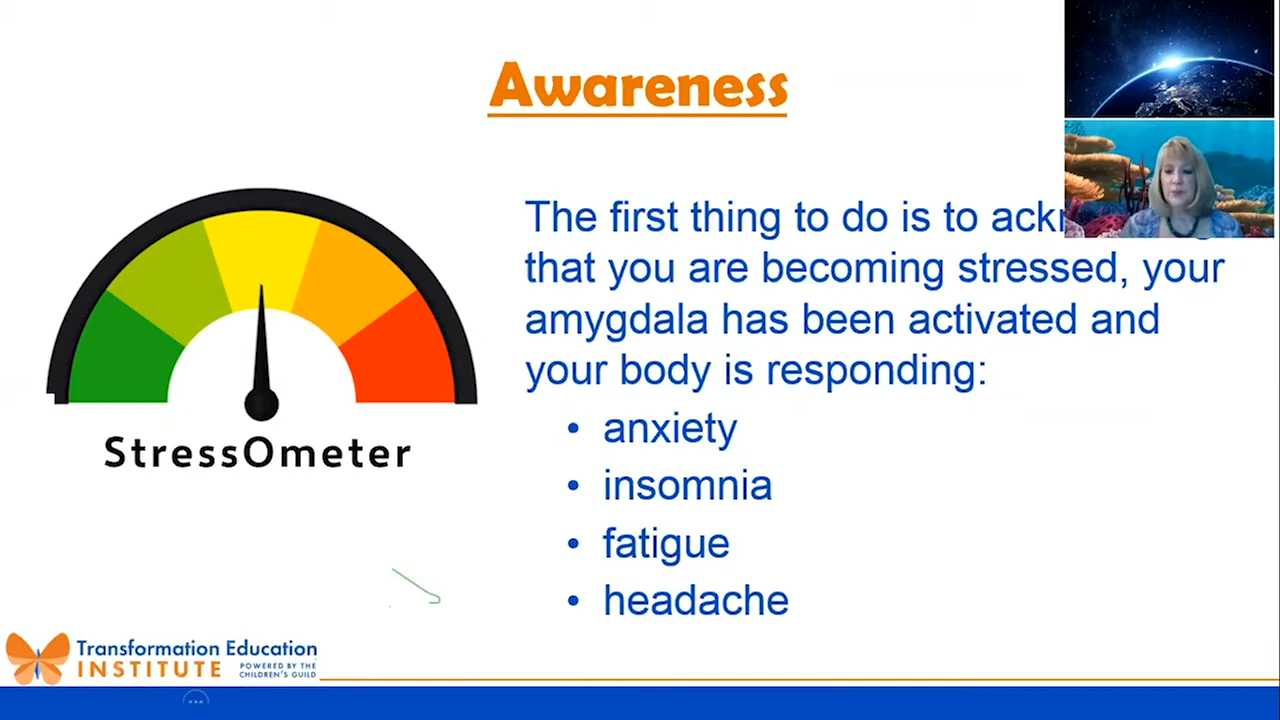 Awareness
The first thing to do is to
that you are becoming stressed, your
amygdala has been activated and
your body is responding:
• anxiety
• insomnia
• fatigue
• headache
StressOmeter
Transformation Education
INSTITUTE
POWERED BY THE
CHILDREN'S GUILD